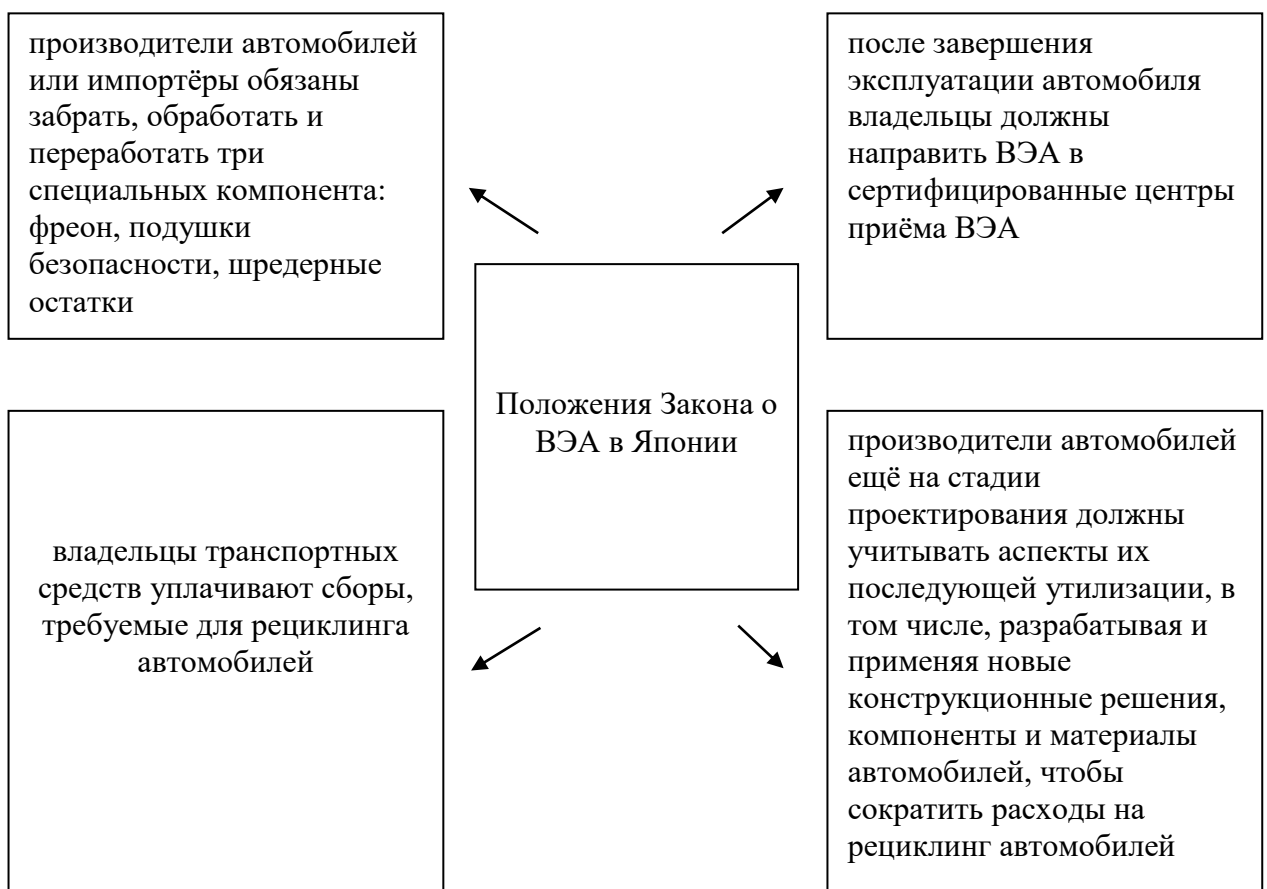 производители автомобилей
или импортёры обязаны
забрать, обработать и
переработать три
специальных компонента:
фреон, подушки
безопасности, шредерные
остатки
после завершения
эксплуатации автомобиля
владельцы должны
направить ВЭА в
сертифицированные центры
приёма ВЭА
Положения Закона о
ВЭА в Японии
владельцы транспортных
средств уплачивают сборы,
требуемые для рециклинга
автомобилей
производители автомобилей
ещё на стадии
проектирования должны
учитывать аспекты их
последующей утилизации, в
том числе, разрабатывая и
применяя новые
конструкционные решения,
компоненты и материалы
автомобилей, чтобы
сократить расходы на
рециклинг автомобилей